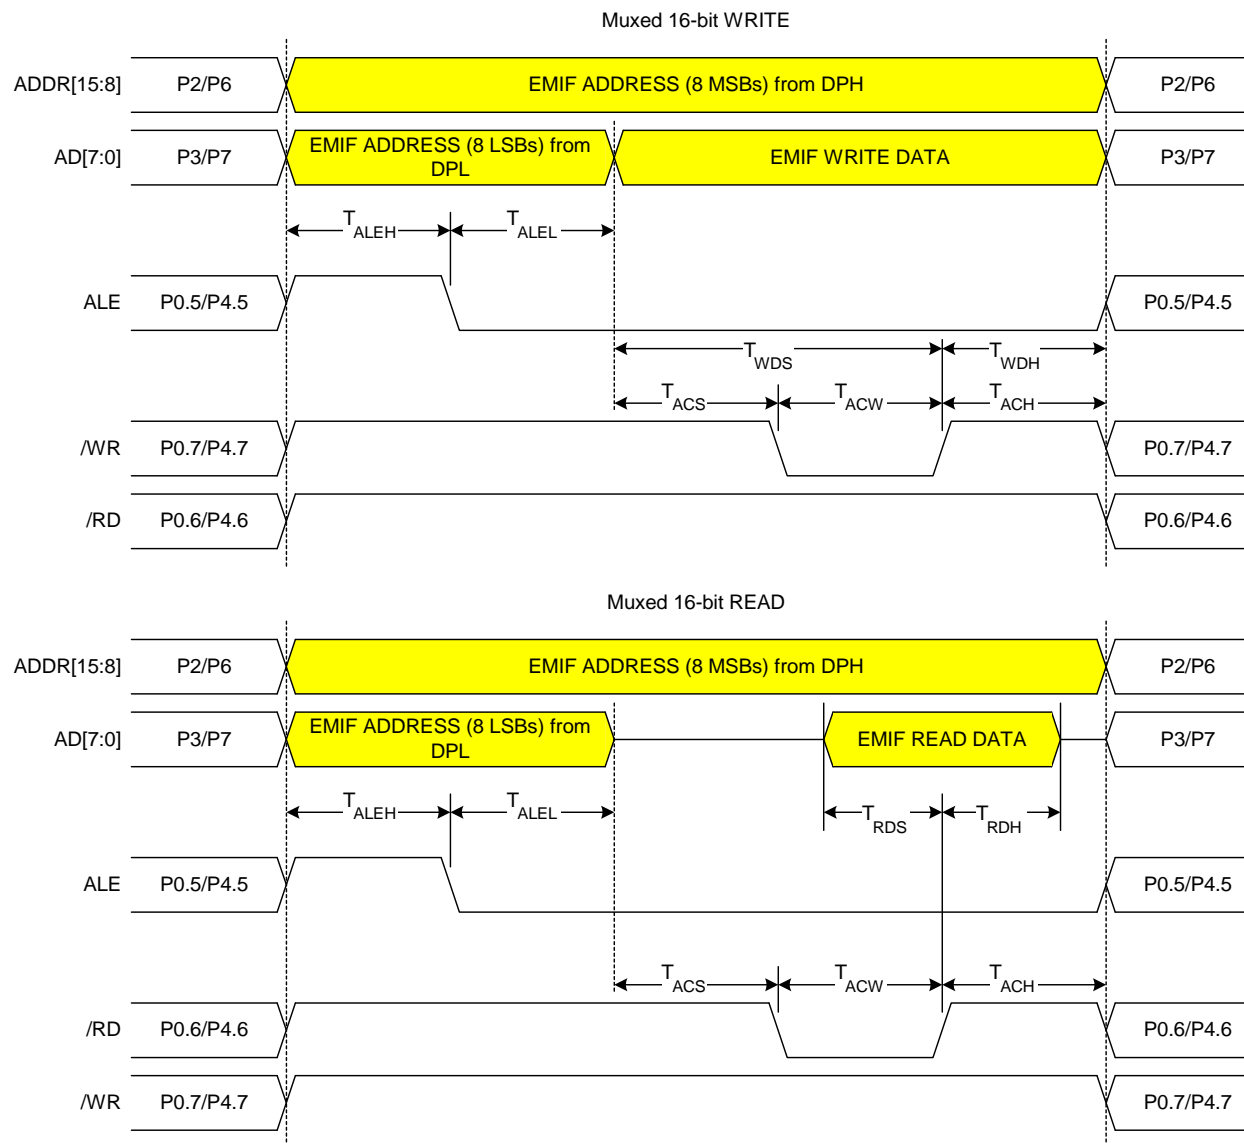 Muxed 16-bit WRITE
ADDR[15:8] P2/P6 EMIF ADDRESS (8 MSBs) from DPH P2/P6
AD[7:0] P3/P7 EMIF ADDRESS (8 LSBs) from DPL EMIF WRITE DATA P3/P7
TALEH TALEL
ALE P0.5/P4.5 P0.5/P4.5
TWDS TWDH
TACS TACW TACH
/WR P0.7/P4.7 P0.7/P4.7
/RD P0.6/P4.6 P0.6/P4.6
Muxed 16-bit READ
ADDR[15:8] P2/P6 EMIF ADDRESS (8 MSBs) from DPH P2/P6
AD[7:0] P3/P7 EMIF ADDRESS (8 LSBs) from DPL EMIF READ DATA P3/P7
TALEH TALEL TRDS TRDH
ALE P0.5/P4.5 P0.5/P4.5
TACS TACW TACH
/RD P0.6/P4.6 P0.6/P4.6
/WR P0.7/P4.7 P0.7/P4.7